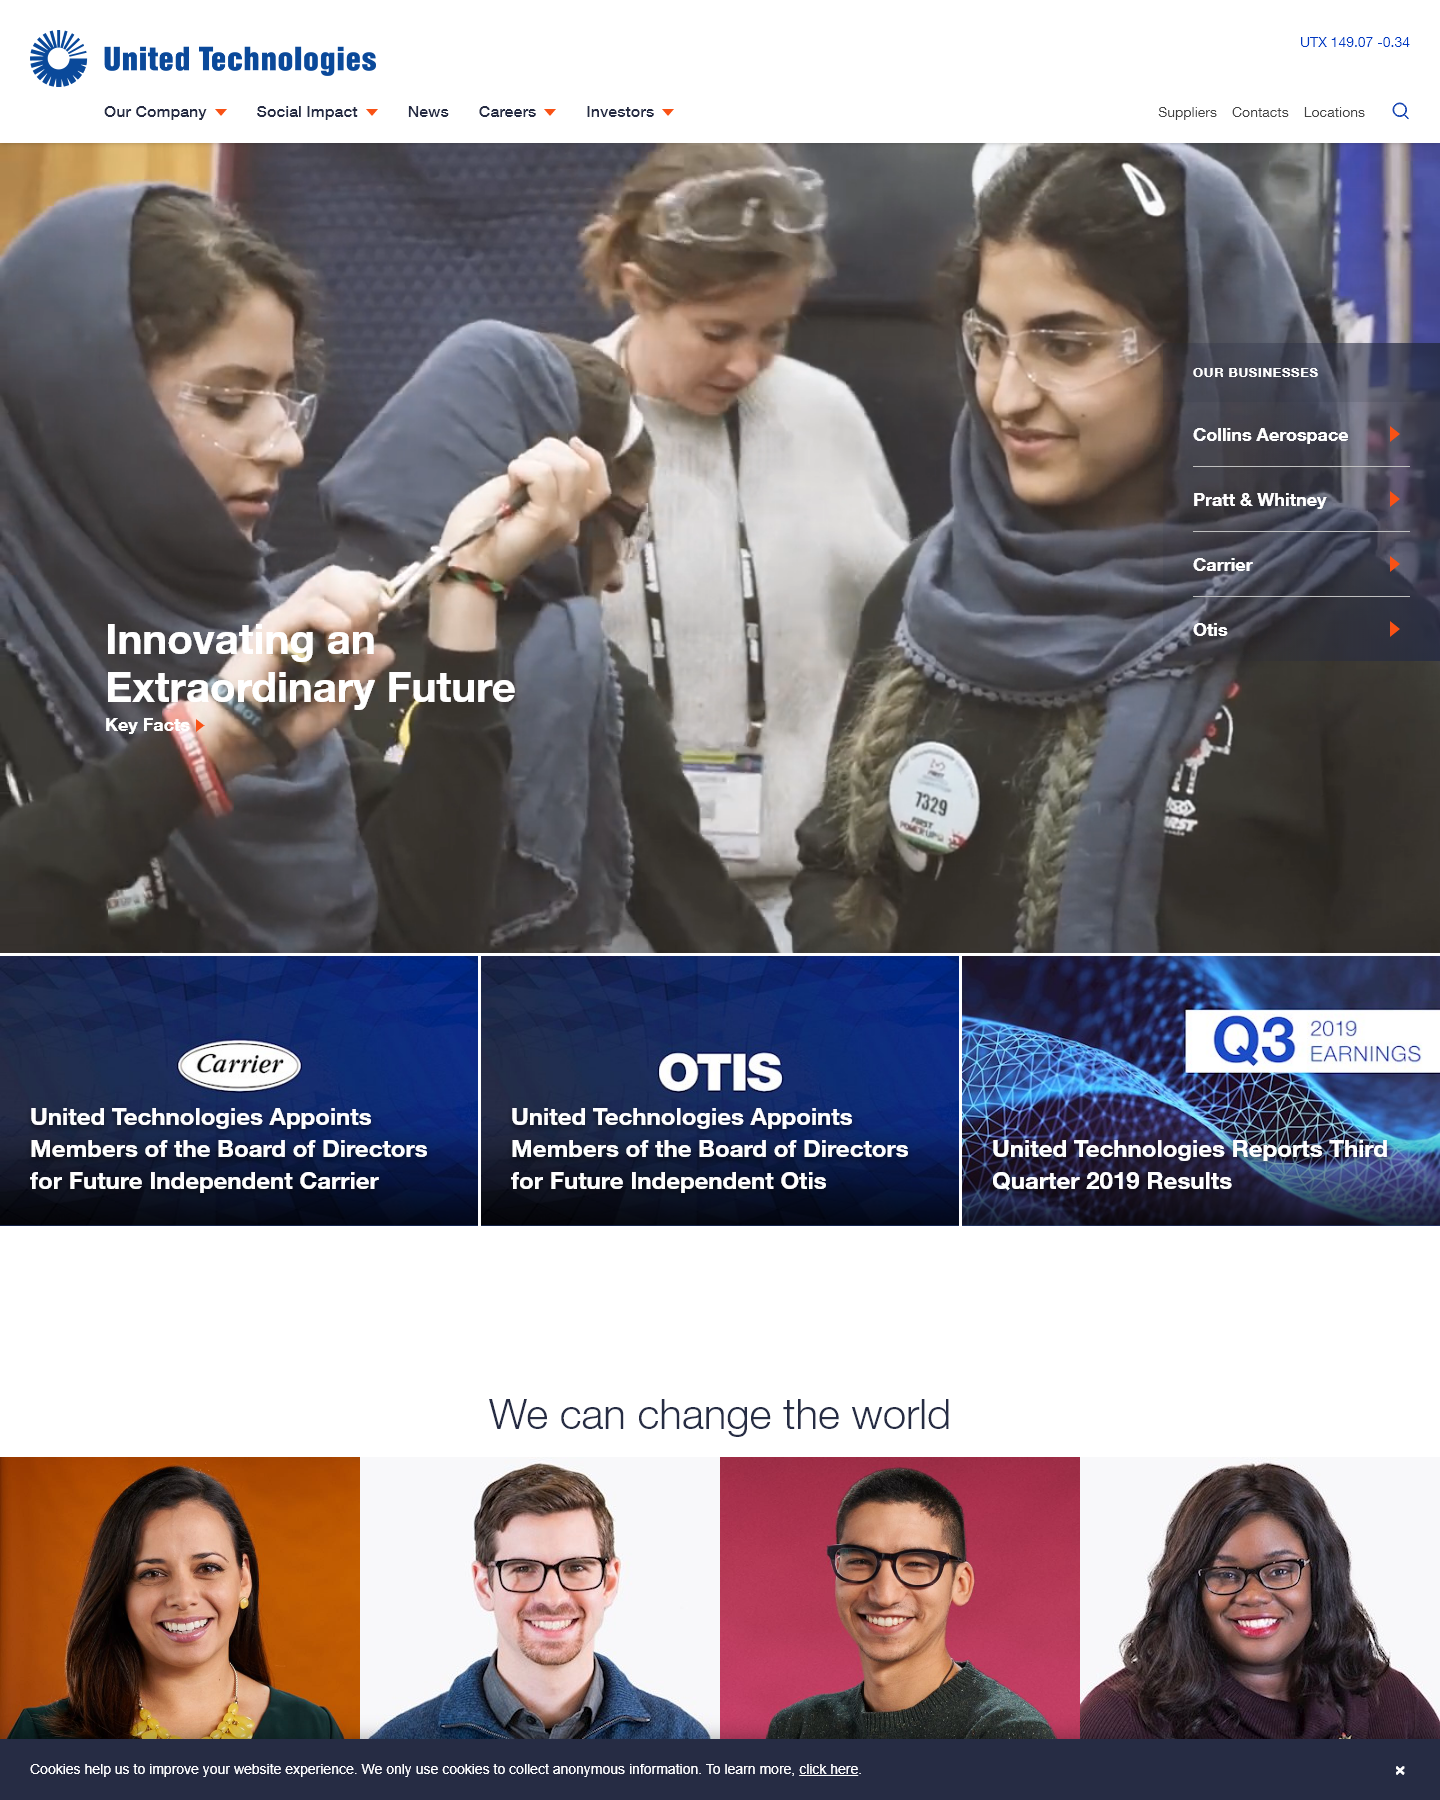 United Technologies
UTX 149.07 -0.34
Our Company
Social Impact
News
Careers
Investors
Suppliers
Contacts
Locations
OUR BUSINESSES
Collins Aerospace
Pratt & Whitney
Carrier
Otis
Innovating an
Extraordinary Future
Key Facts
7329
FIRST
POWER UP
Carrier
United Technologies Appoints
Members of the Board of Directors
for Future Independent Carrier
OTIS
United Technologies Appoints
Members of the Board of Directors
for Future Independent Otis
Q3 2019
EARNINGS
United Technologies Reports Third
Quarter 2019 Results
We can change the world
Cookies help us to improve your website experience. We only use cookies to collect anonymous information. To learn more, click here.